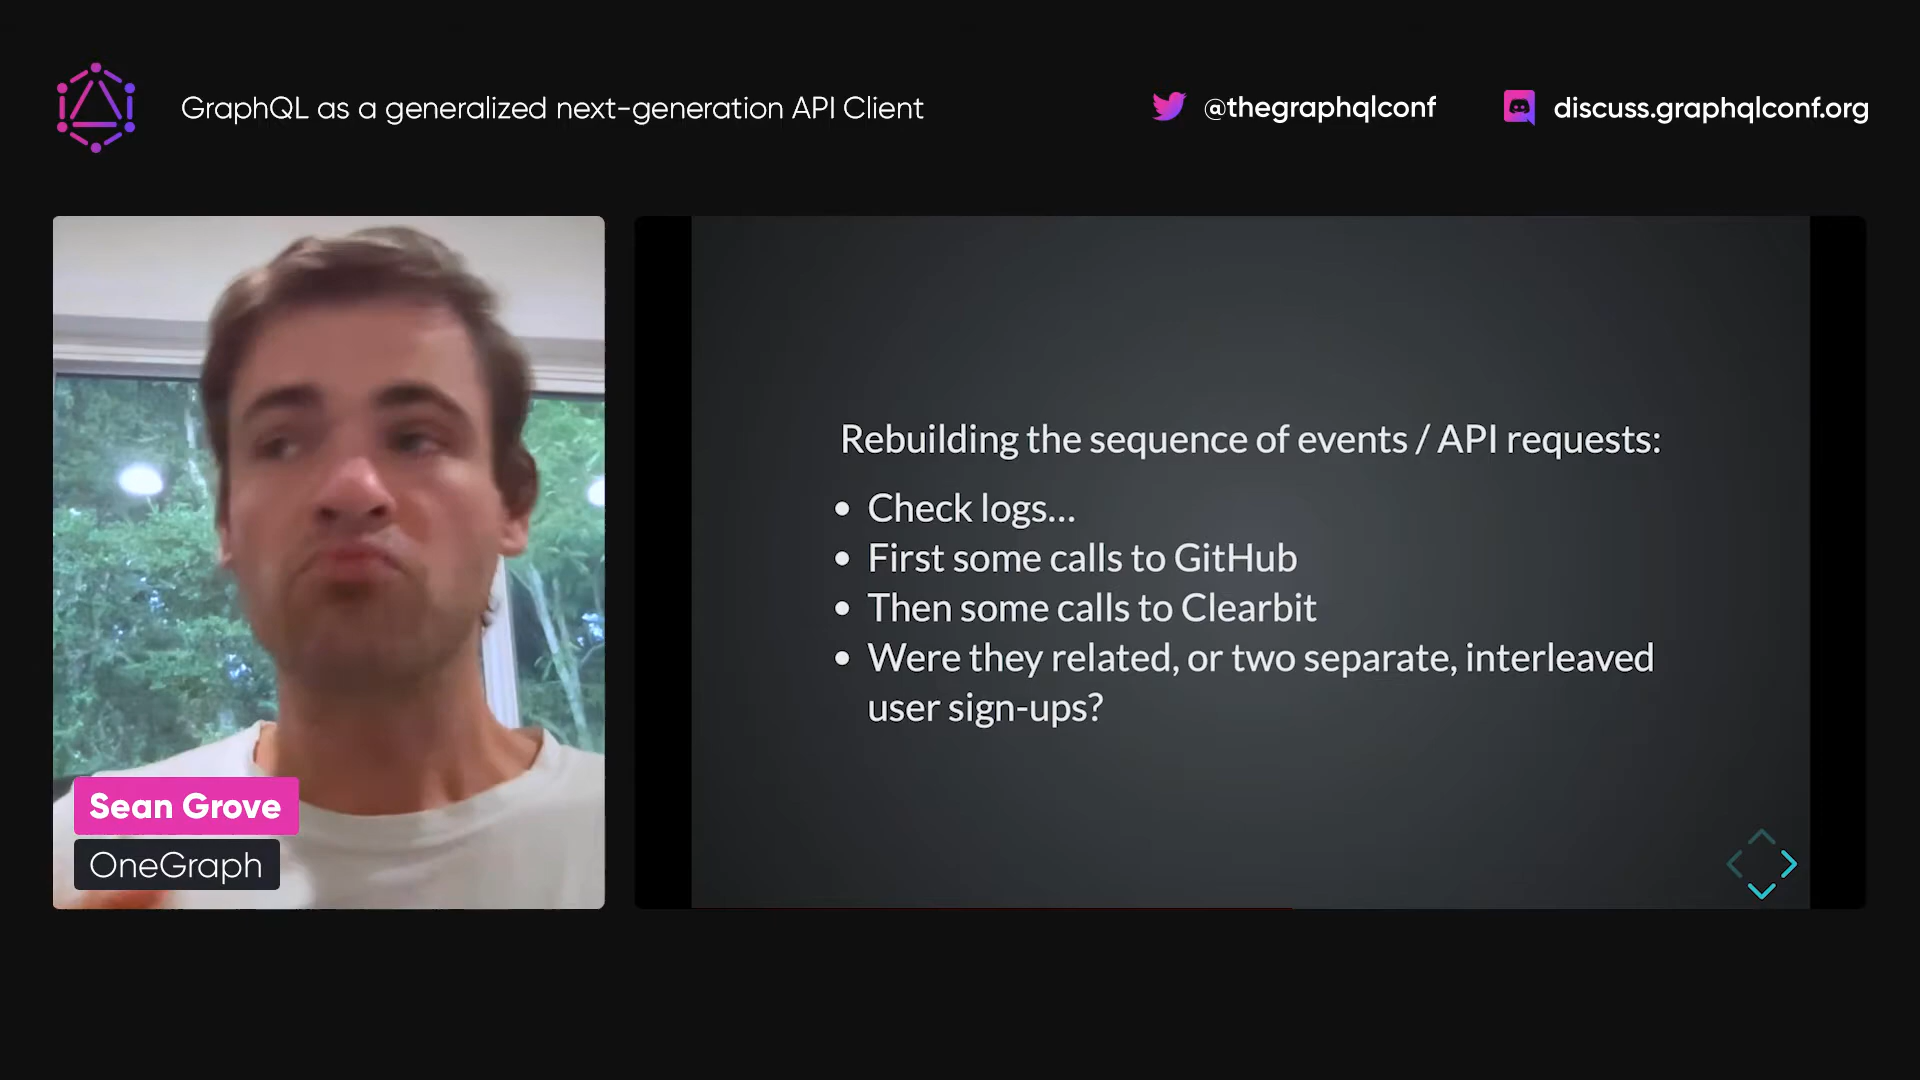 GraphQL as a generalized next-generation API Client
@thegraphqlconf
discuss.graphqlconf.org
Rebuilding the sequence of events / API requests:
• Check logs...
• First some calls to GitHub
• Then some calls to Clearbit
• Were they related, or two separate, interleaved
user sign-ups?
Sean Grove
OneGraph